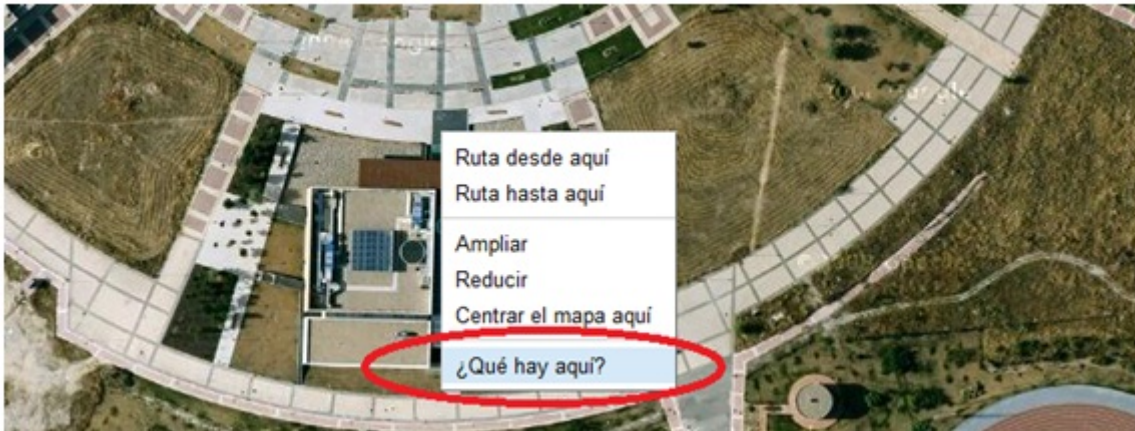 Ruta desde aquí
Ruta hasta aquí
Ampliar
Reducir
Centrar el mapa aquí
¿Qué hay aquí?